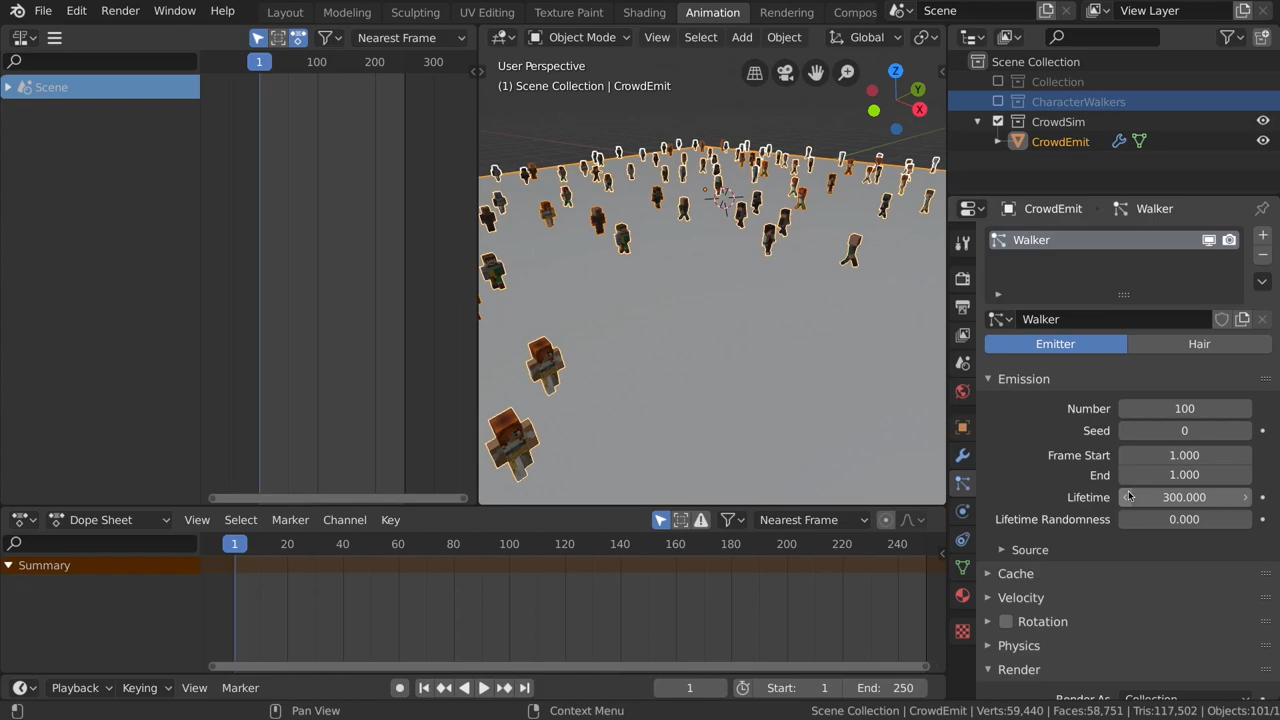 File Edit Render Window Help Layout Modeling Sculpting UV Editing Texture Paint Shading Animation Rendering Compos Scene View Layer
Nearest Frame Object Mode View Select Add Object Global
1 100 200 300
Scene
User Perspective
(1) Scene Collection | CrowdEmit
Z
Y
X
Scene Collection
Collection
CharacterWalkers
CrowdSim
CrowdEmit
CrowdEmit Walker
Walker
Walker
Emitter Hair
Emission
Number 100
Seed 0
Frame Start 1.000
End 1.000
Lifetime 300.000
Lifetime Randomness 0.000
Source
Cache
Velocity
Rotation
Physics
Render
Render As Collection
Dope Sheet View Select Marker Channel Key Nearest Frame
1 20 40 60 80 100 120 140 160 180 200 220 240
Summary
Playback Keying View Marker 1 Start: 1 End: 250
Pan View Context Menu Scene Collection | CrowdEmit | Verts:59,440 | Faces:58,751 | Tris:117,502 | Objects:101/1